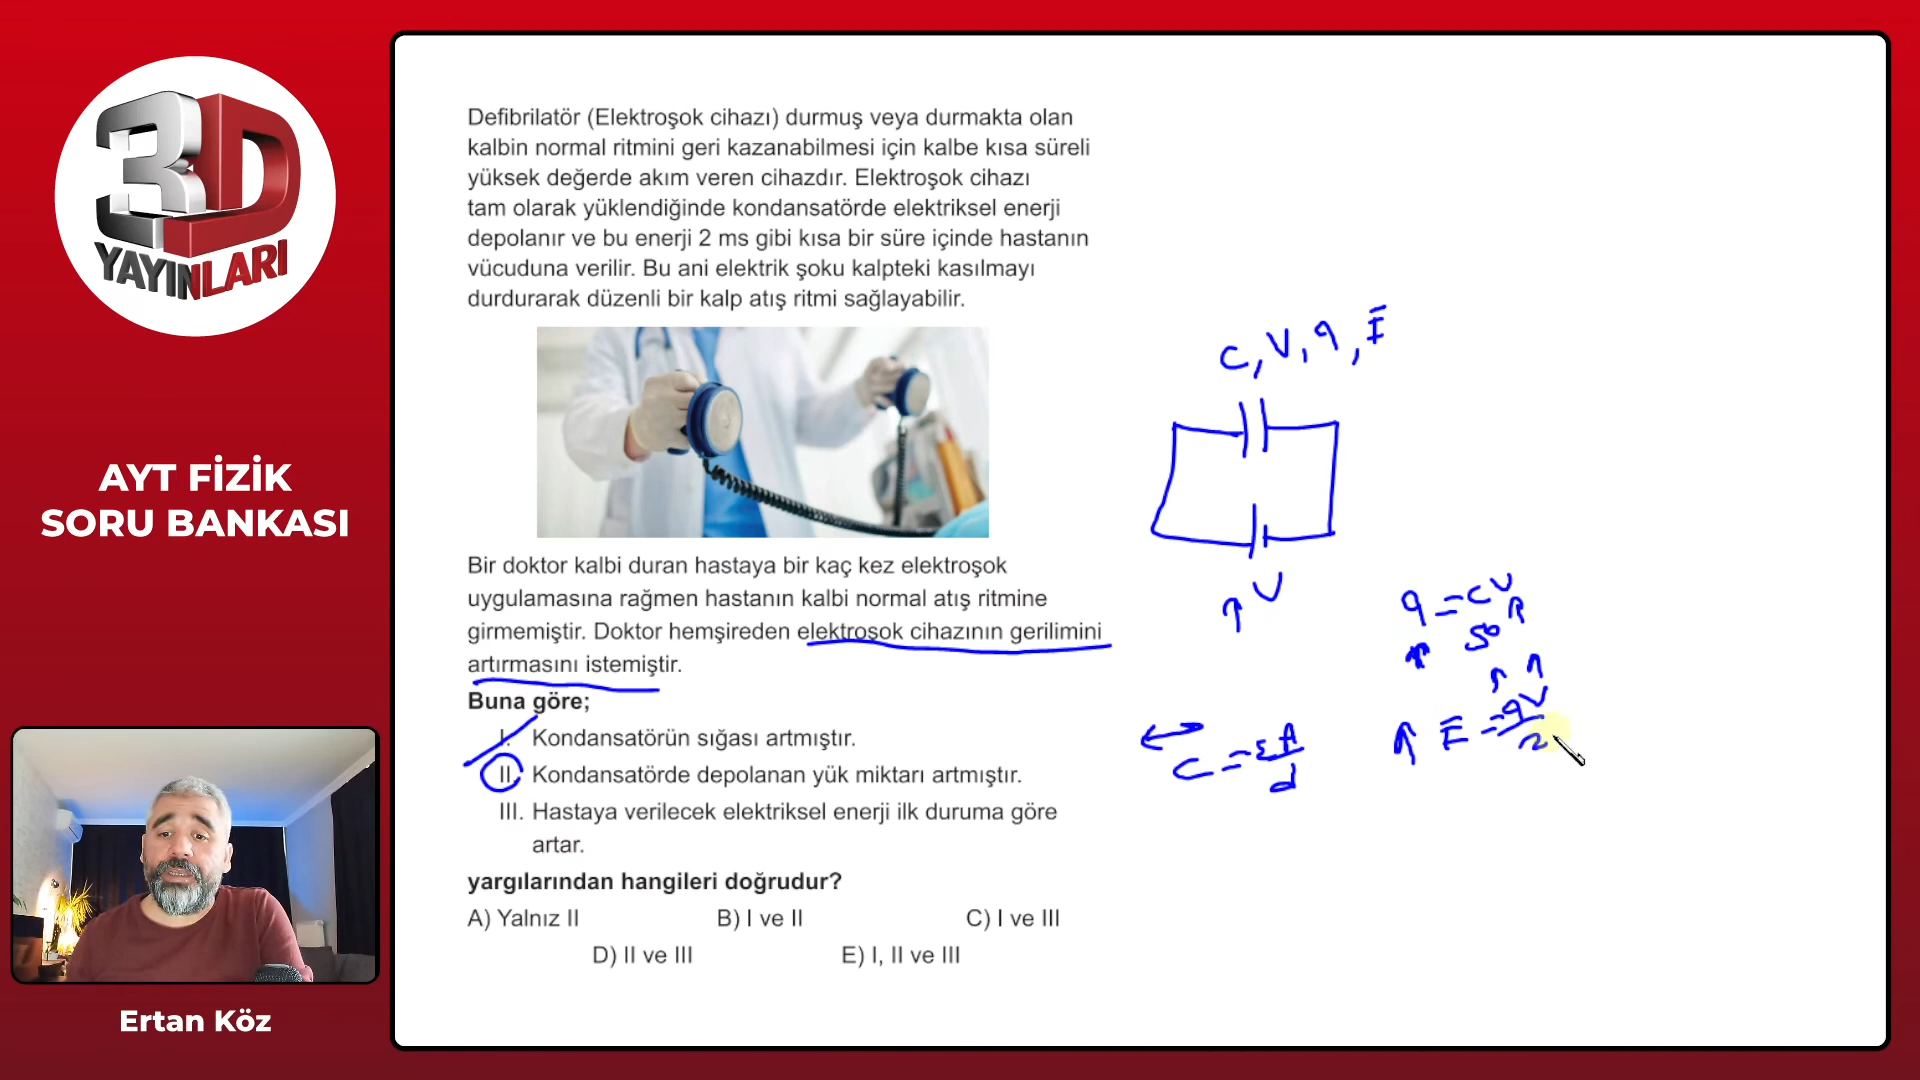 3D
YAYINLARI
AYT FİZİK
SORU BANKASI
Ertan Köz
Defibrilatör (Elektroşok cihazı) durmuş veya durmakta olan
kalbin normal ritmini geri kazanabilmesi için kalbe kısa süreli
yüksek değerde akım veren cihazdır. Elektroşok cihazı
tam olarak yüklendiğinde kondansatörde elektriksel enerji
depolanır ve bu enerji 2 ms gibi kısa bir süre içinde hastanın
vücuduna verilir. Bu ani elektrik şoku kalpteki kasılmayı
durdurarak düzenli bir kalp atış ritmi sağlayabilir.
Bir doktor kalbi duran hastaya bir kaç kez elektroşok
uygulamasına rağmen hastanın kalbi normal atış ritmine
girmemiştir. Doktor hemşireden elektroşok cihazının gerilimini
artırmasını istemiştir.
Buna göre;
I. Kondansatörün sığası artmıştır.
II. Kondansatörde depolanan yük miktarı artmıştır.
III. Hastaya verilecek elektriksel enerji ilk duruma göre
artar.
yargılarından hangileri doğrudur?
A) Yalnız II B) I ve II C) I ve III
D) II ve III E) I, II ve III
C, V, q, E
↑ V
q = CV
↑
↔
C = ε A / d
↑ E = qV / 2